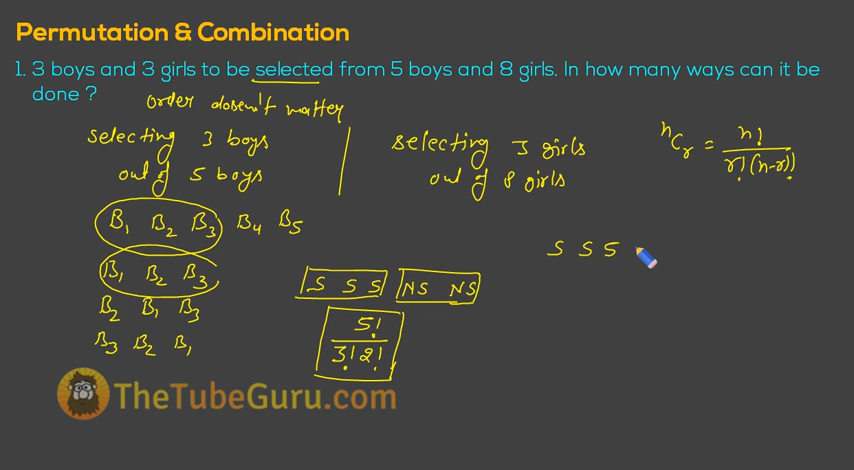 Permutation & Combination
1. 3 boys and 3 girls to be selected from 5 boys and 8 girls. In how many ways can it be
done ?
order dosen't matter
selecting 3 boys
out of 5 boys
selecting 3 girls
out of 8 girls
nCr = n! / r!(n-r)!
B1 B2 B3 B4 B5
B1 B2 B3
B2 B1 B3
B3 B2 B1
S S S NS NS
5!
3!2!
S S S
TheTubeGuru.com